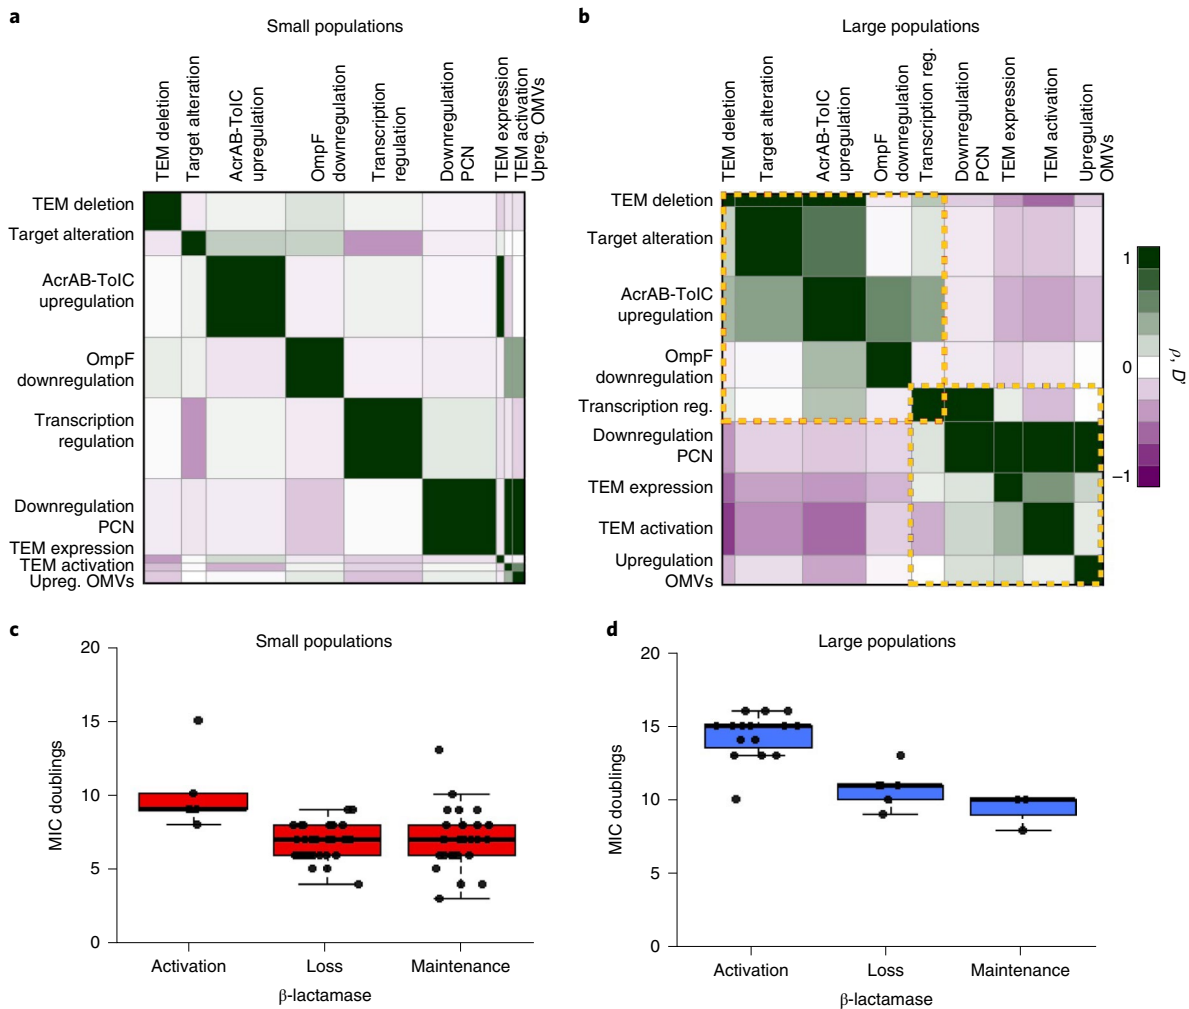 a
Small populations
TEM deletion
Target alteration
AcrAB-TolC
upregulation
OmpF
downregulation
Transcription
regulation
Downregulation
PCN
TEM expression
TEM activation
Upreg. OMVs
TEM deletion
Target alteration
AcrAB-TolC
upregulation
OmpF
downregulation
Transcription
regulation
Downregulation
PCN
TEM expression
TEM activation
Upreg. OMVs
b
Large populations
TEM deletion
Target alteration
AcrAB-TolC
upregulation
OmpF
downregulation
Transcription reg.
Downregulation
PCN
TEM expression
TEM activation
Upregulation
OMVs
TEM deletion
Target alteration
AcrAB-TolC
upregulation
OmpF
downregulation
Transcription reg.
Downregulation
PCN
TEM expression
TEM activation
Upregulation
OMVs
1
0
−1
ρ, D′
c
Small populations
MIC doublings
20
15
10
5
0
Activation
Loss
Maintenance
β-lactamase
d
Large populations
MIC doublings
20
15
10
5
0
Activation
Loss
Maintenance
β-lactamase